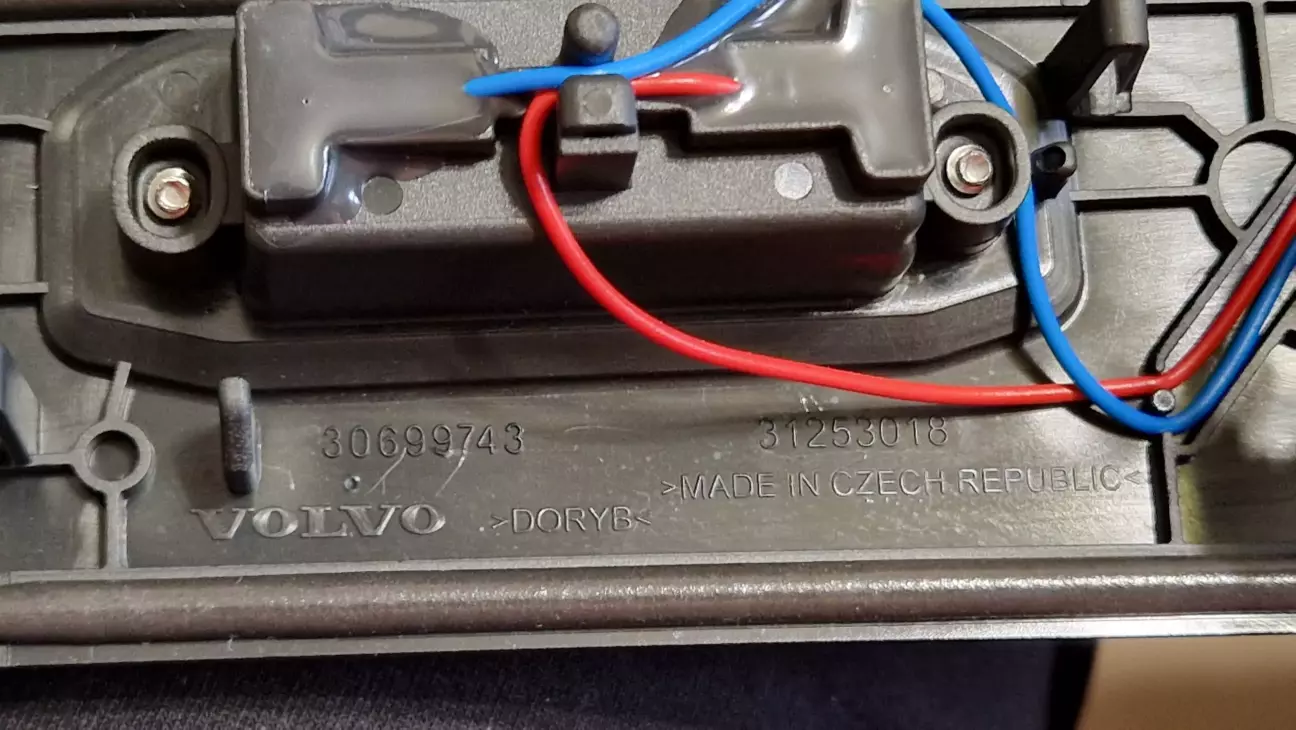 30699743 31253018
>MADE IN CZECH REPUBLIC<
VOLVO >DORYB<